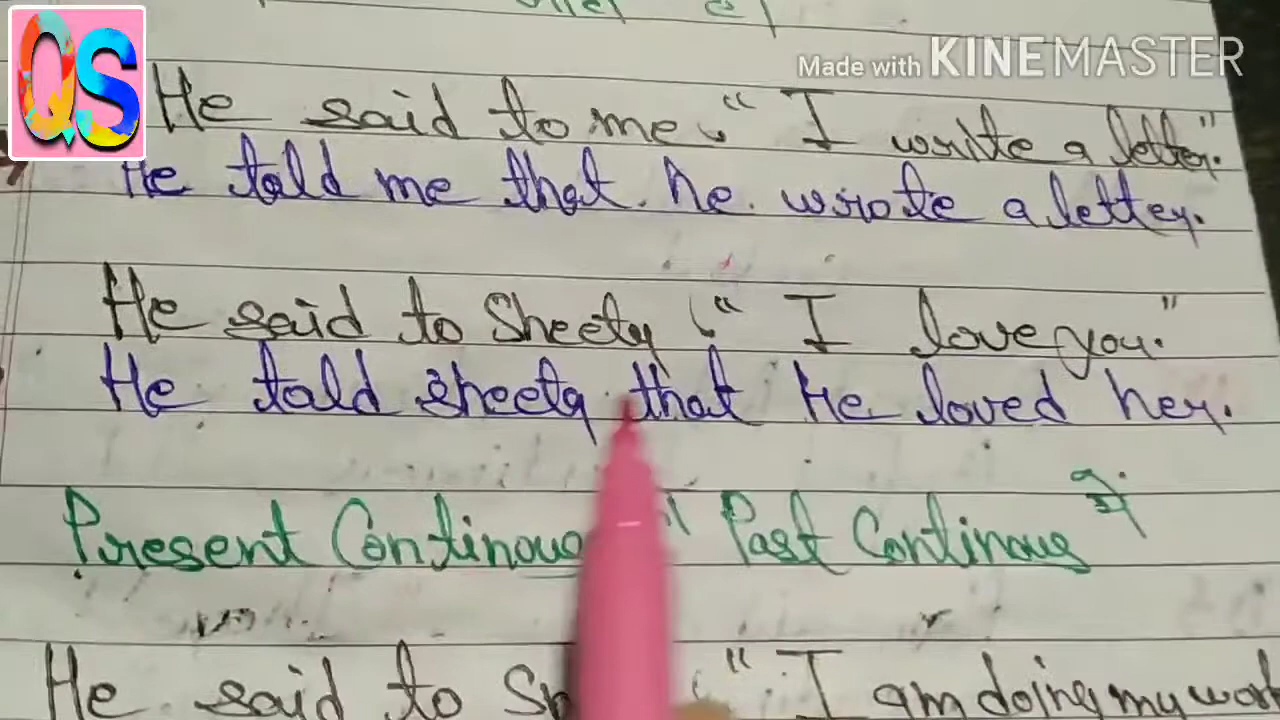 QS
Made with KINEMASTER
He said to me, "I write a letter."
He told me that he wrote a letter.
He said to Sheety, "I love you."
He told sheety that He loved her.
Present Continous Past Continous में
He said to "I am doing my work